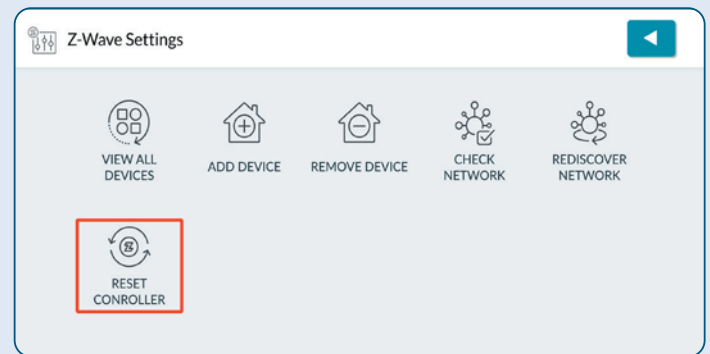 Z-Wave Settings
VIEW ALL
DEVICES
ADD DEVICE
REMOVE DEVICE
CHECK
NETWORK
REDISCOVER
NETWORK
RESET
CONROLLER